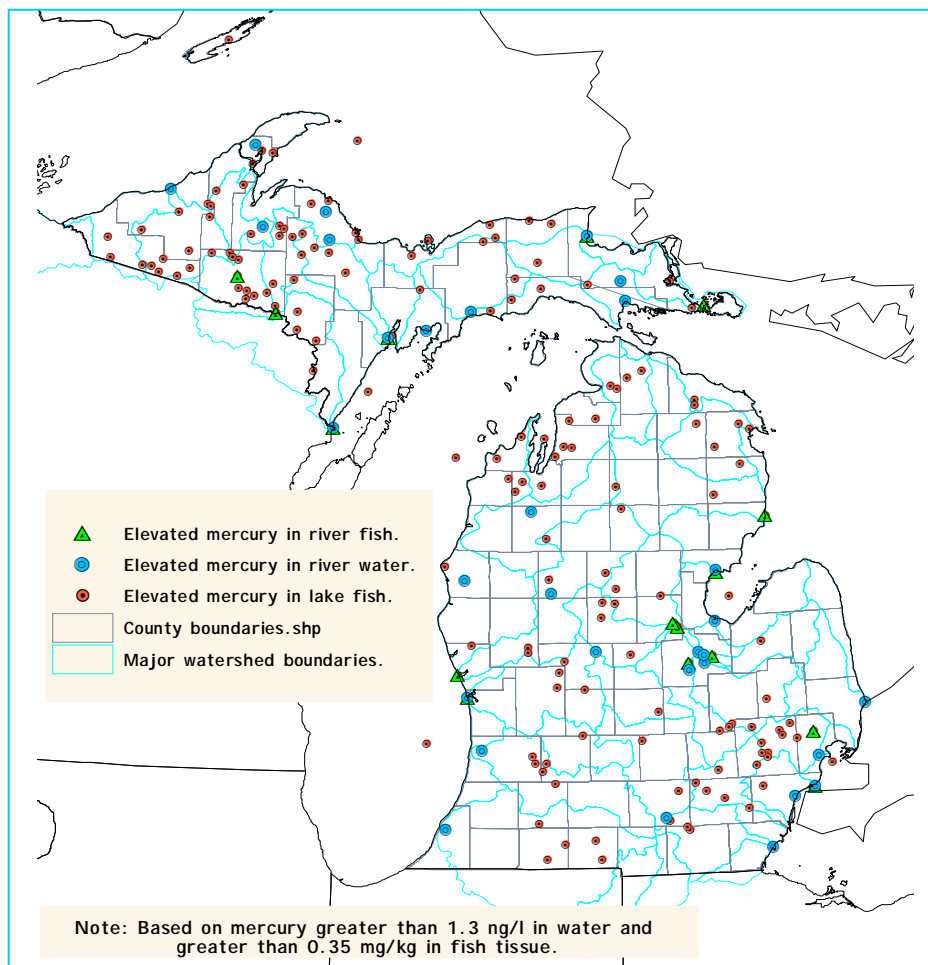 Elevated mercury in river fish.
Elevated mercury in river water.
Elevated mercury in lake fish.
County boundaries.shp
Major watershed boundaries.
Note: Based on mercury greater than 1.3 ng/l in water and
greater than 0.35 mg/kg in fish tissue.